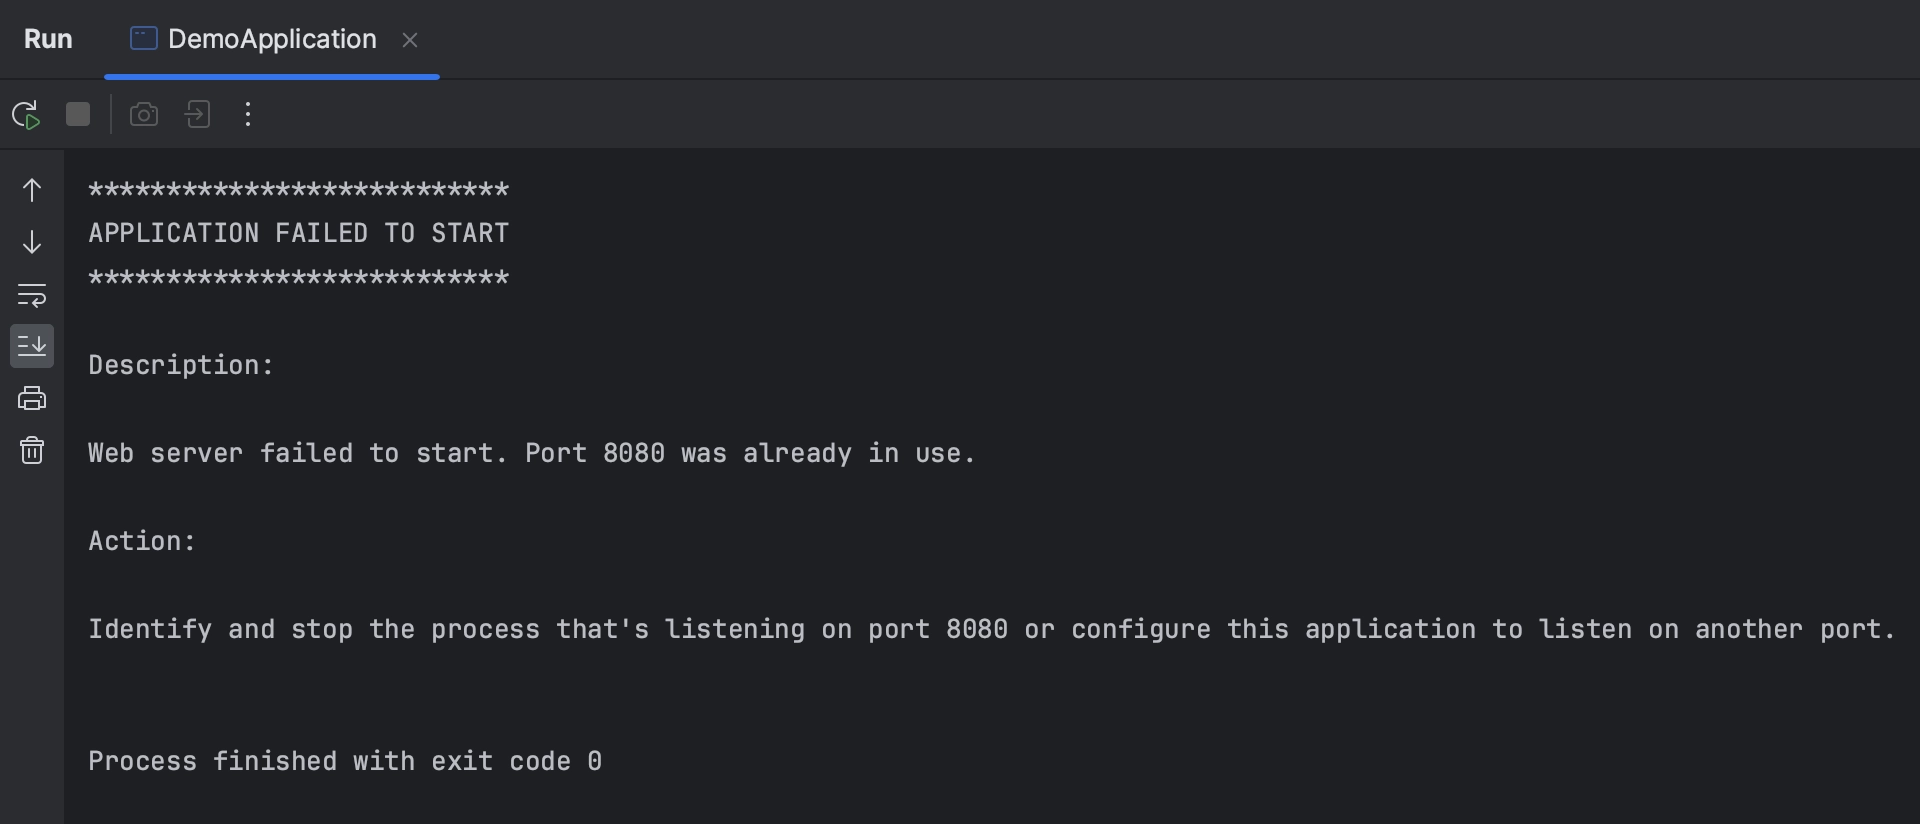 Run DemoApplication
***************************
APPLICATION FAILED TO START
***************************
Description:
Web server failed to start. Port 8080 was already in use.
Action:
Identify and stop the process that's listening on port 8080 or configure this application to listen on another port.
Process finished with exit code 0